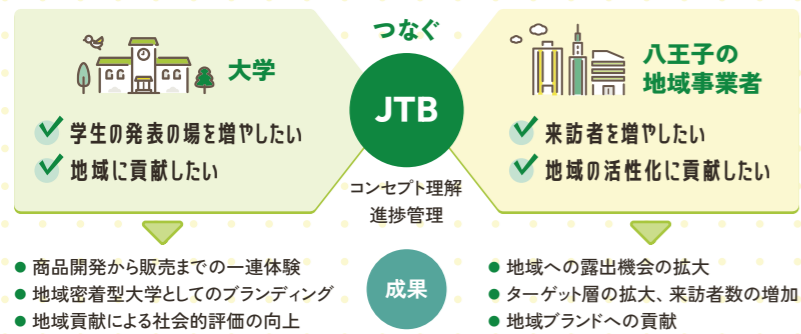 つなぐ
大学
学生の発表の場を増やしたい
地域に貢献したい
JTB
コンセプト理解
進捗管理
八王子の
地域事業者
来訪者を増やしたい
地域の活性化に貢献したい
● 商品開発から販売までの一連体験
● 地域密着型大学としてのブランディング
● 地域貢献による社会的評価の向上
成果
● 地域への露出機会の拡大
● ターゲット層の拡大、来訪者数の増加
● 地域ブランドへの貢献